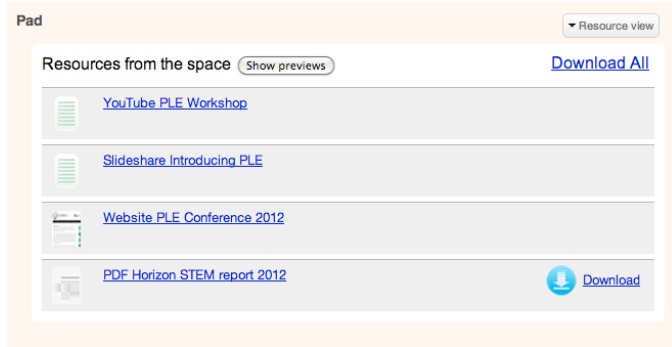 Pad
Resource view
Resources from the space Show previews Download All
YouTube PLE Workshop
Slideshare Introducing PLE
Website PLE Conference 2012
PDF Horizon STEM report 2012 Download